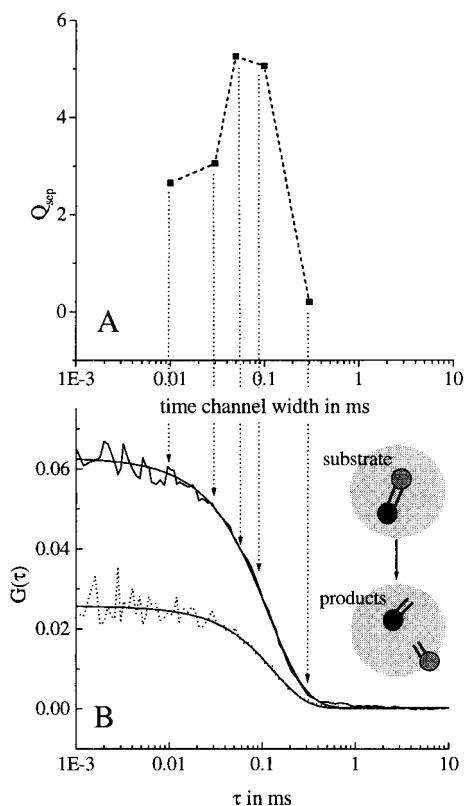 6
4
2
0
Q_sep
A
1E-3 0.01 0.1 1 10
time channel width in ms
0.06
0.04
0.02
0.00
G(τ)
substrate
products
B
1E-3 0.01 0.1 1 10
τ in ms